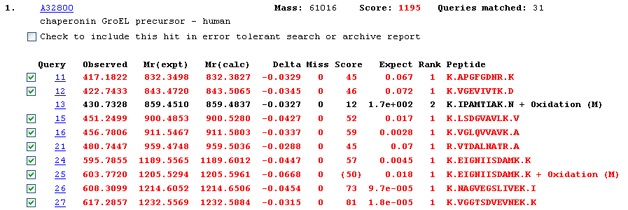 1. A32800 Mass: 61016 Score: 1195 Queries matched: 31
chaperonin GroEL precursor - human
Check to include this hit in error tolerant search or archive report
Query Observed Mr(expt) Mr(calc) Delta Miss Score Expect Rank Peptide
11 417.1822 832.3498 832.3827 -0.0329 0 45 0.067 1 K.APGFGDNR.K
12 422.7433 843.4720 843.5065 -0.0345 0 46 0.072 1 K.VGEVIVTK.D
13 430.7328 859.4510 859.4837 -0.0327 0 12 1.7e+002 2 K.IPAMTIAK.N + Oxidation (M)
15 451.2499 900.4853 900.5280 -0.0427 0 52 0.017 1 K.LSDGVAVLK.V
16 456.7806 911.5467 911.5803 -0.0337 0 59 0.0028 1 K.VGLQVVAVK.A
21 480.7447 959.4748 959.5036 -0.0288 0 45 0.07 1 R.VTDALNATR.A
24 595.7855 1189.5565 1189.6012 -0.0447 0 57 0.0045 1 K.EIGNIISDAMK.K
25 603.7720 1205.5294 1205.5961 -0.0668 0 (50) 0.018 1 K.EIGNIISDAMK.K + Oxidation (M)
26 608.3099 1214.6052 1214.6506 -0.0454 0 73 9.7e-005 1 K.NAGVEGSLIVEK.I
27 617.2857 1232.5569 1232.5884 -0.0315 0 81 1.8e-005 1 K.VGGTSDVEVNEK.K